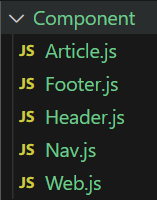 Component
JS Article.js
JS Footer.js
JS Header.js
JS Nav.js
JS Web.js